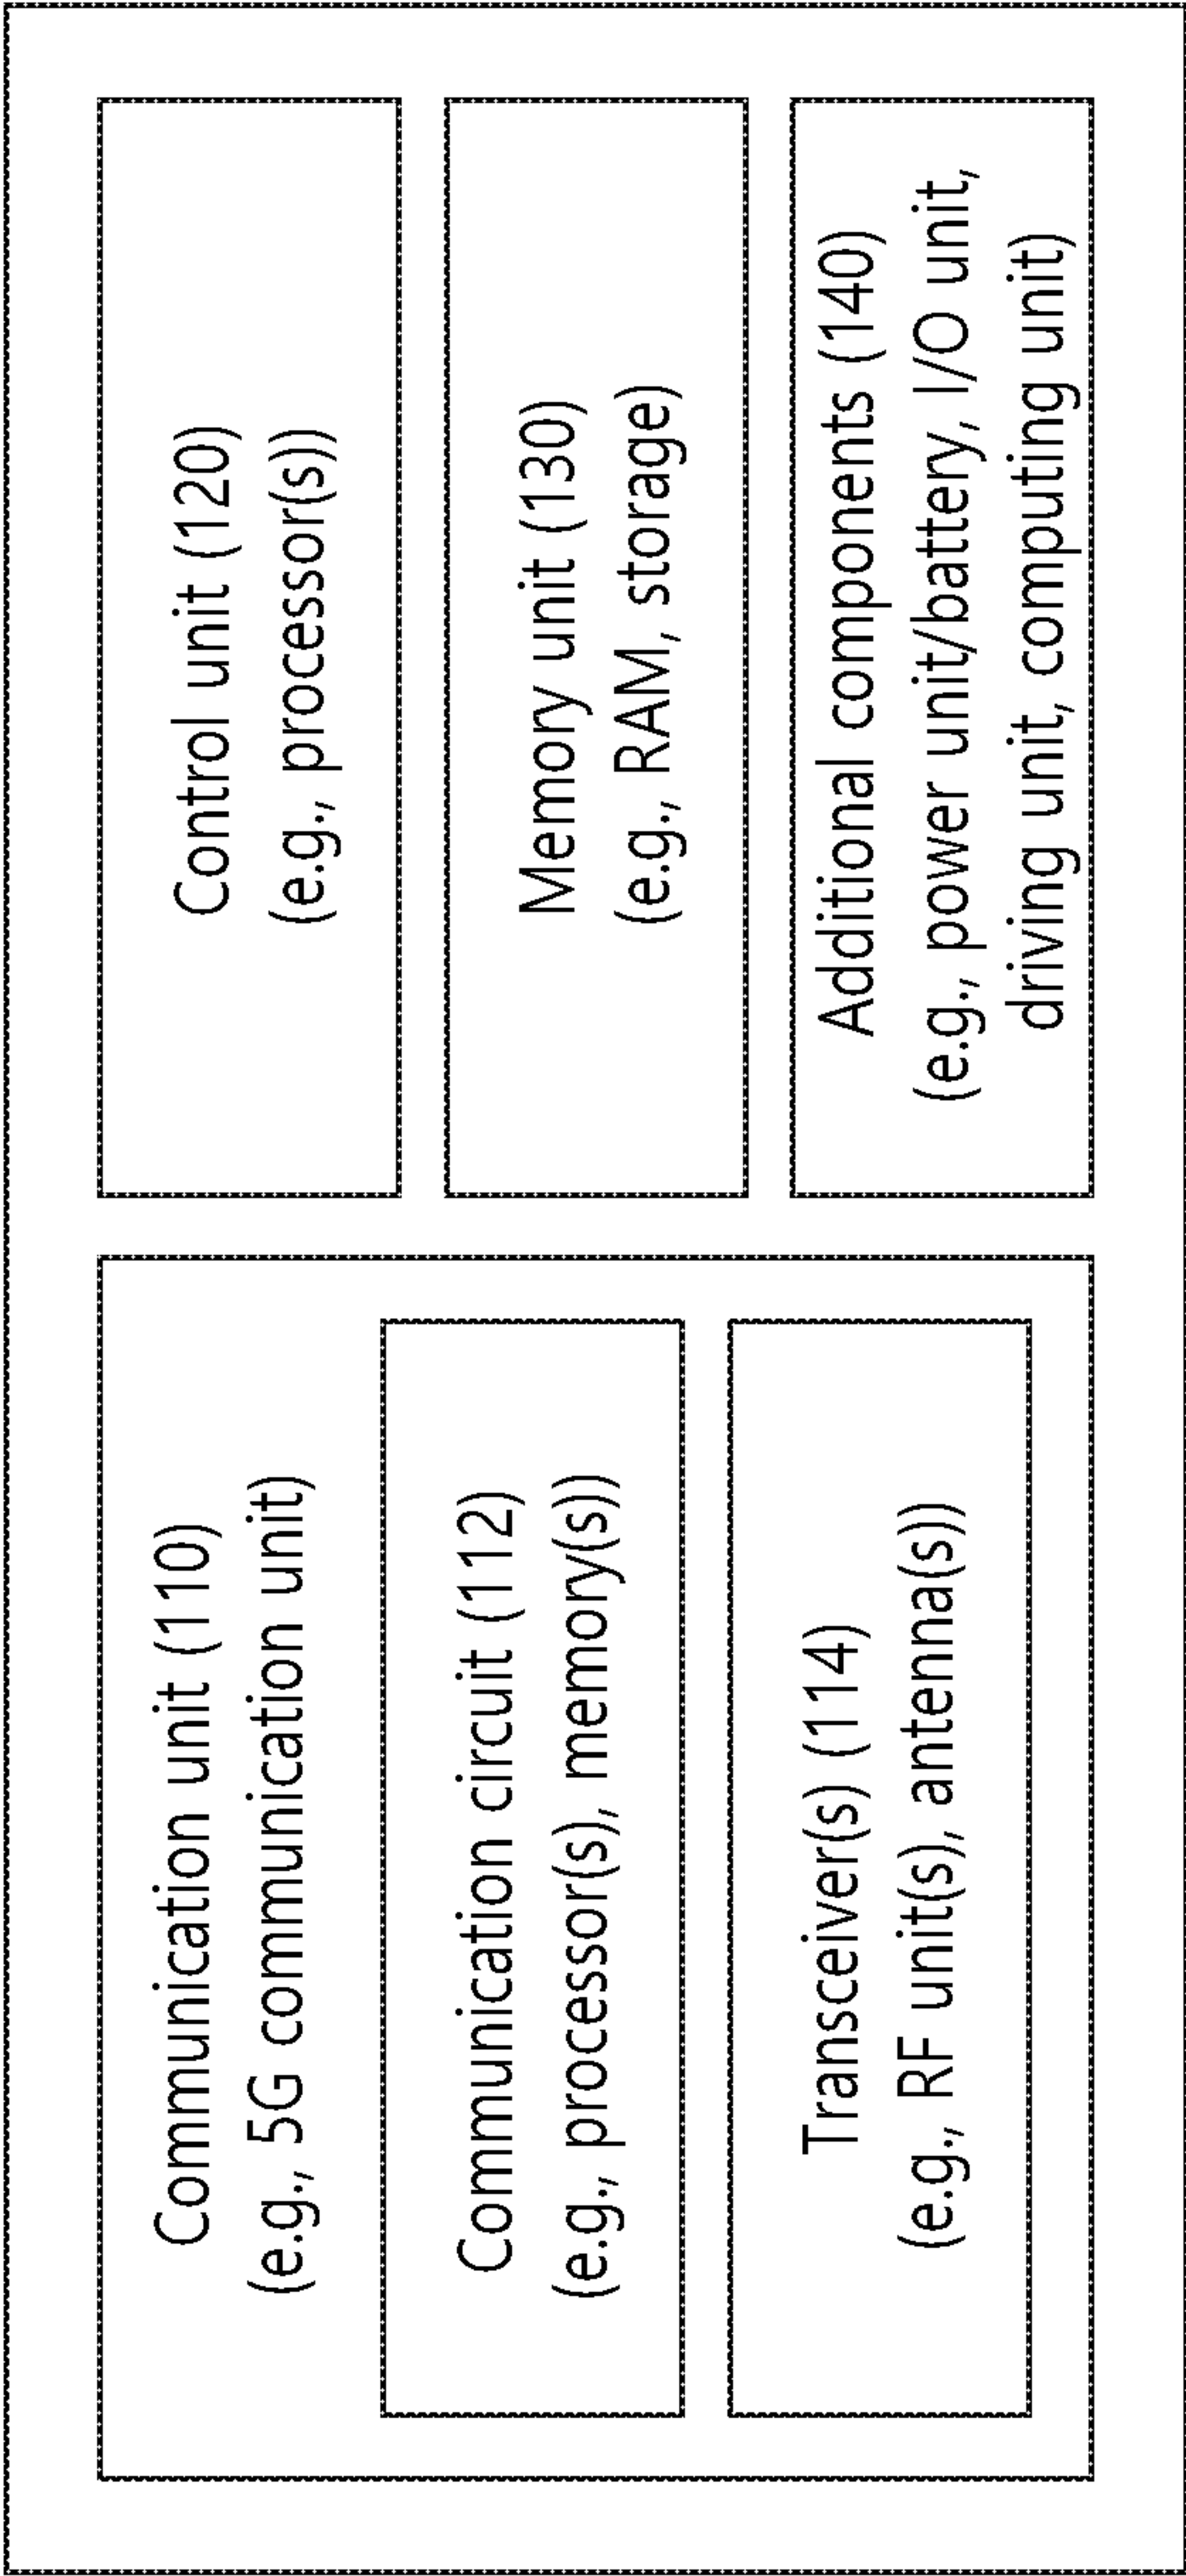 Communication unit (110)
(e.g., 5G communication unit)
Communication circuit (112)
(e.g., processor(s), memory(s))
Transceiver(s) (114)
(e.g., RF unit(s), antenna(s))
Control unit (120)
(e.g., processor(s))
Memory unit (130)
(e.g., RAM, storage)
Additional components (140)
(e.g., power unit/battery, I/O unit,
driving unit, computing unit)